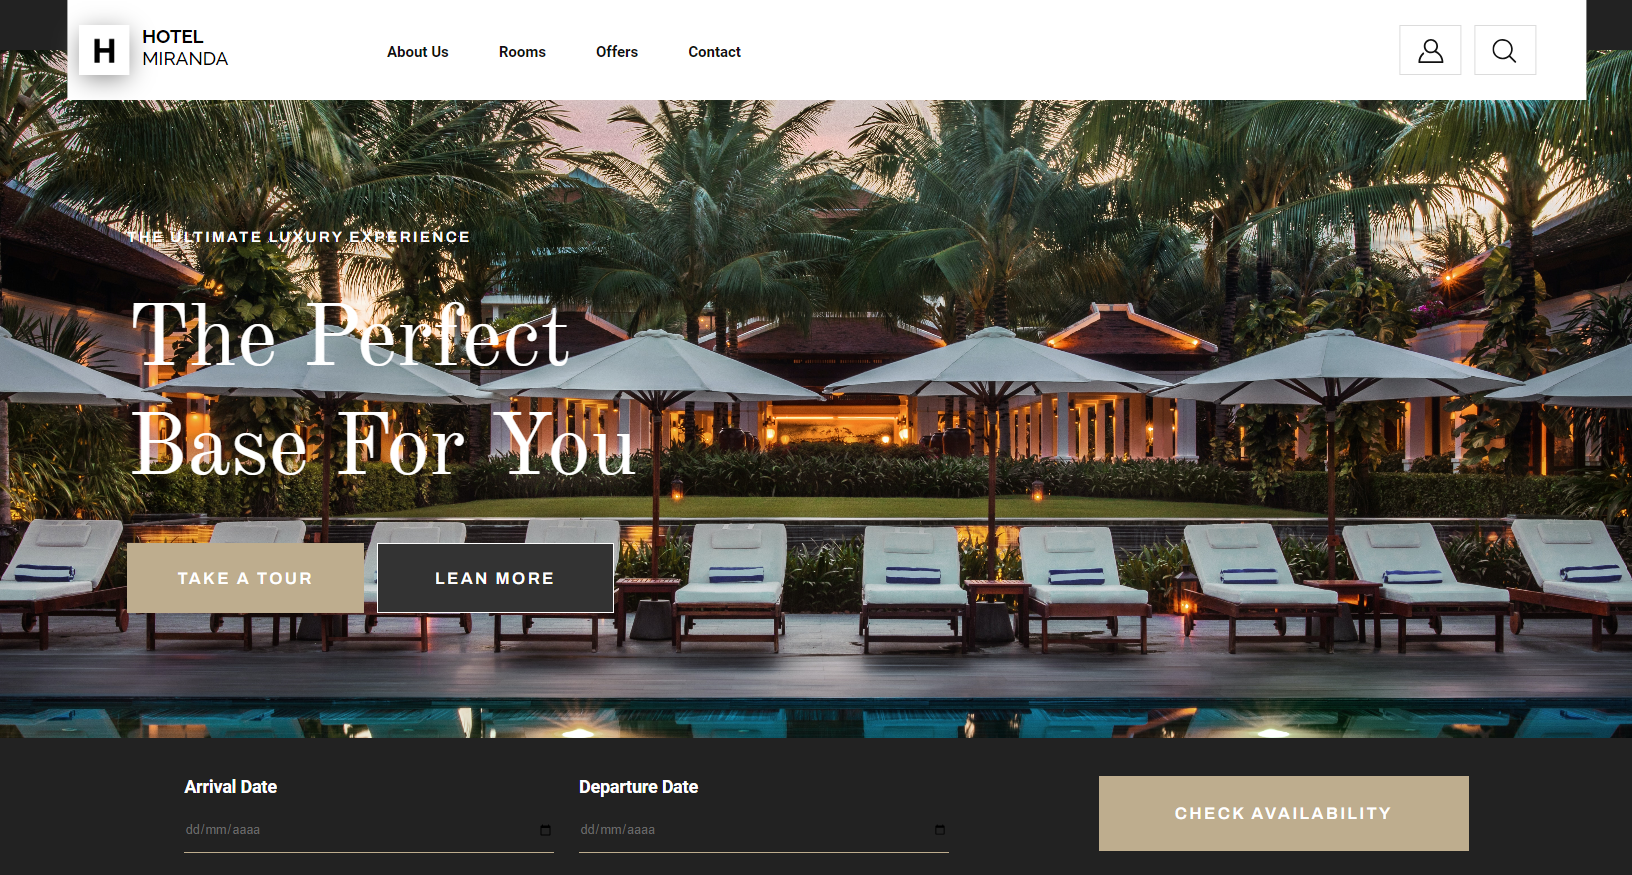 H
HOTEL
MIRANDA
About Us
Rooms
Offers
Contact
THE ULTIMATE LUXURY EXPERIENCE
The Perfect
Base For You
TAKE A TOUR
LEAN MORE
Arrival Date
dd/mm/aaaa
Departure Date
dd/mm/aaaa
CHECK AVAILABILITY